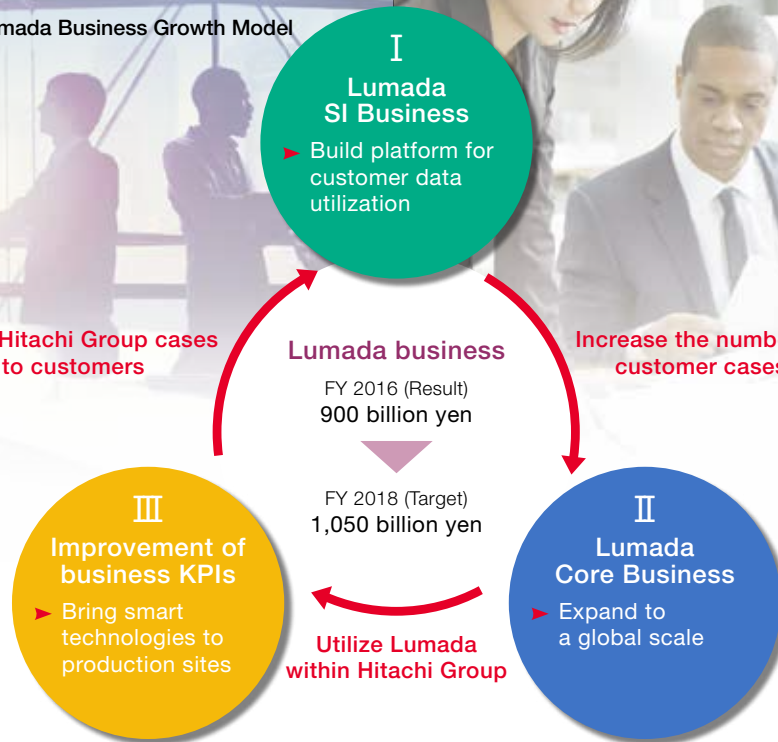 mada Business Growth Model
I
Lumada
SI Business
➤ Build platform for
customer data
utilization
Hitachi Group cases
to customers
Increase the numb
customer cases
Lumada business
FY 2016 (Result)
900 billion yen
FY 2018 (Target)
1,050 billion yen
III
Improvement of
business KPIs
➤ Bring smart
technologies to
production sites
II
Lumada
Core Business
➤ Expand to
a global scale
Utilize Lumada
within Hitachi Group